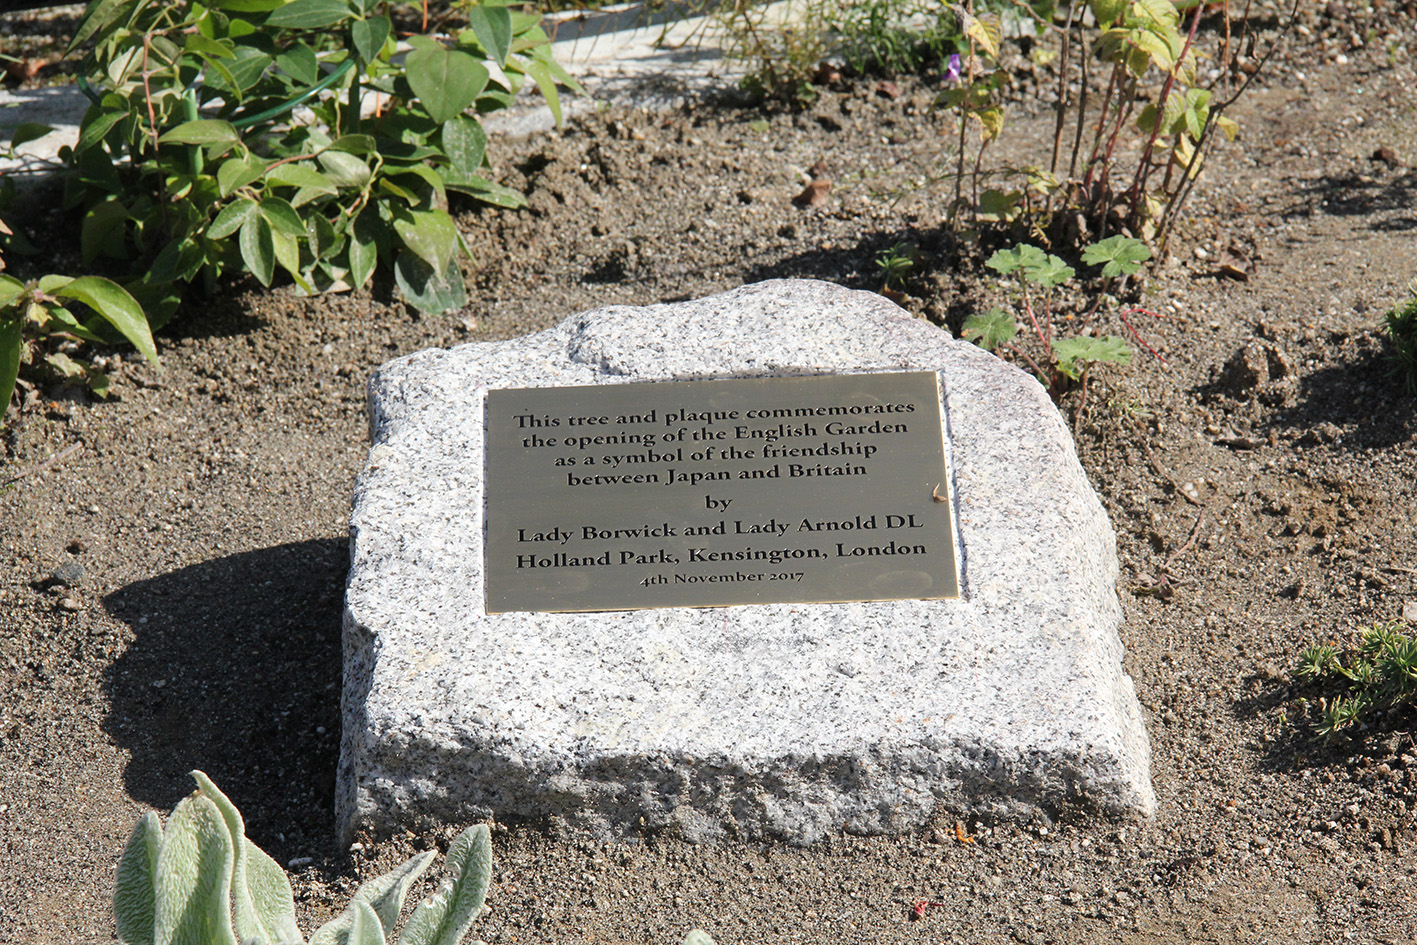 This tree and plaque commemorates
the opening of the English Garden
as a symbol of the friendship
between Japan and Britain
by
Lady Borwick and Lady Arnold DL
Holland Park, Kensington, London
4th November 2017